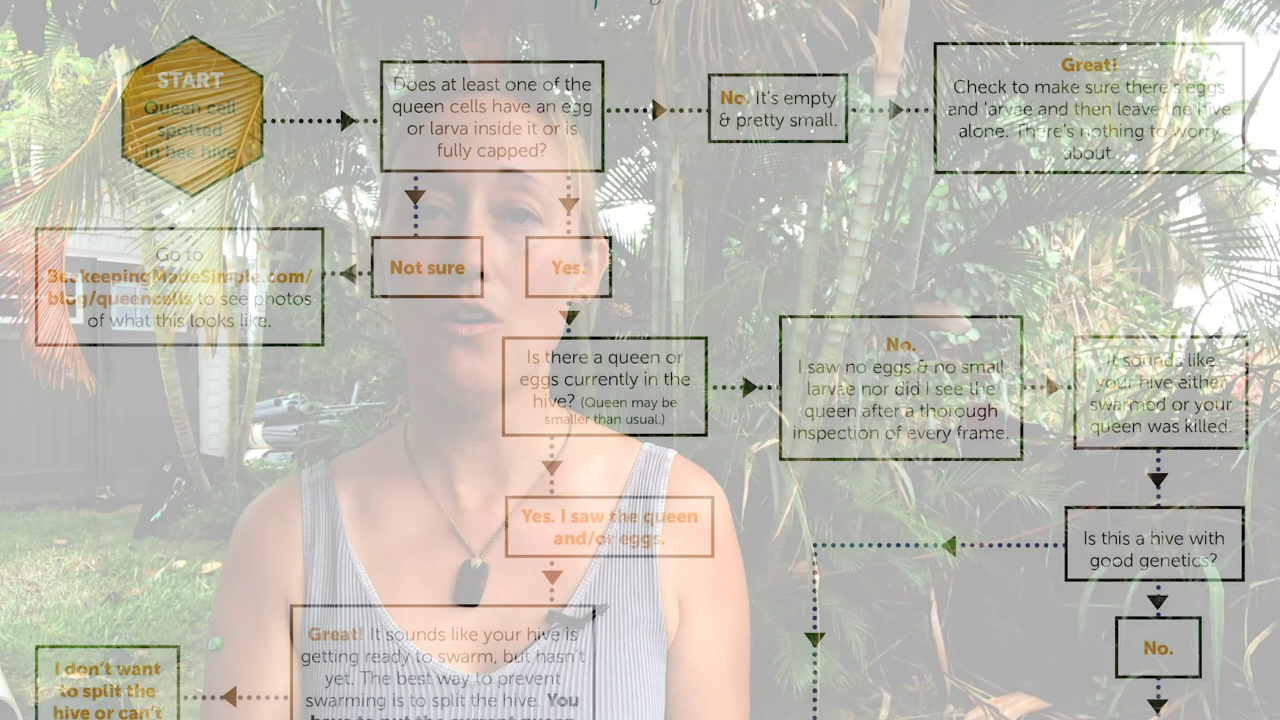 START
Queen cell
spotted
in bee hive
Does at least one of the
queen cells have an egg
or larva inside it or is
fully capped?
No. It's empty
& pretty small.
Great!
Check to make sure there's eggs
and larvae and then leave the hive
alone. There's nothing to worry
about.
Go to
BeekeepingMadeSimple.com/
blog/queencells to see photos
of what this looks like.
Not sure
Yes.
Is there a queen or
eggs currently in the
hive? (Queen may be
smaller than usual.)
No.
I saw no eggs & no small
larvae nor did I see the
queen after a thorough
inspection of every frame.
It sounds like
your hive either
swarmed or your
queen was killed.
Yes. I saw the queen
and/or eggs.
Is this a hive with
good genetics?
No.
Great! It sounds like your hive is
getting ready to swarm, but hasn't
yet. The best way to prevent
swarming is to split the hive. You
have to put the current queen
I don't want
to split the
hive or can't